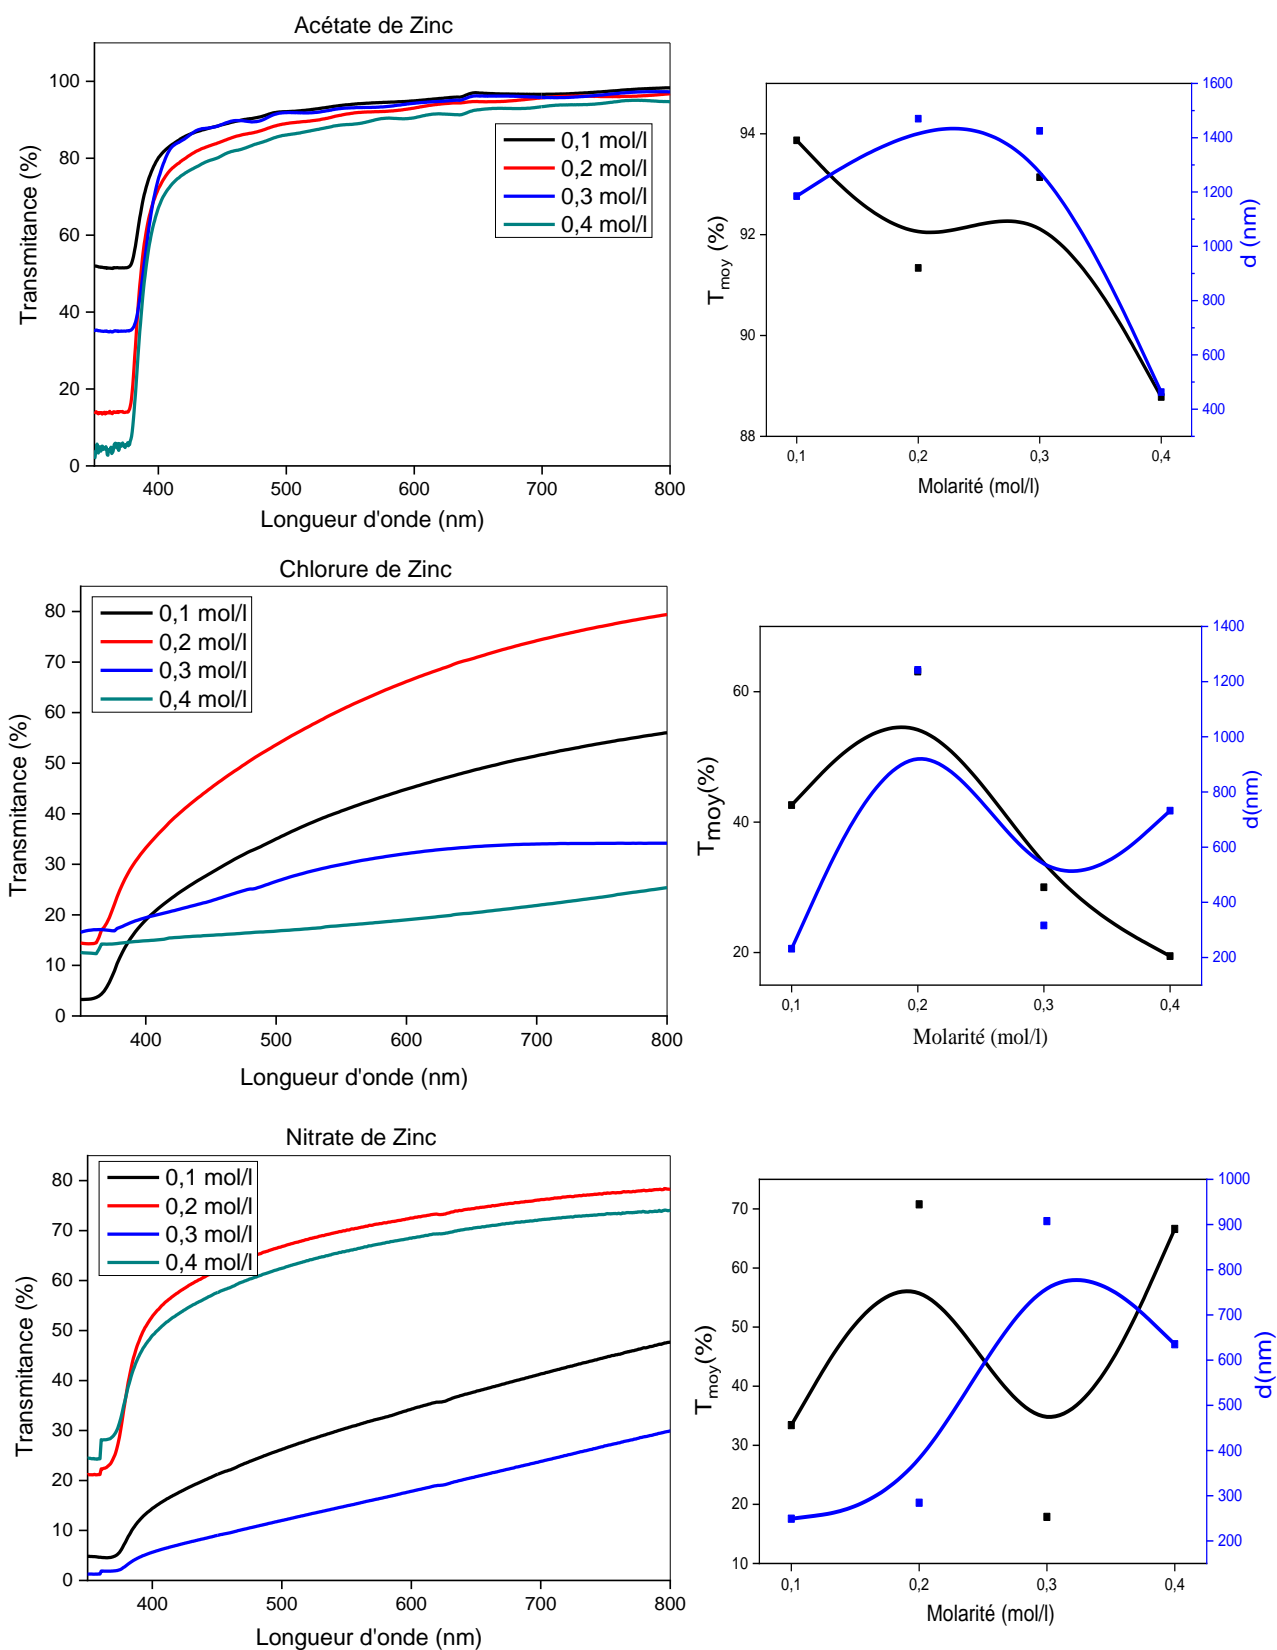 Acétate de Zinc
100
80
60
40
20
0
Transmitance (%)
0,1 mol/l
0,2 mol/l
0,3 mol/l
0,4 mol/l
400
500
600
700
800
Longueur d'onde (nm)
94
92
90
88
Tmoy (%)
1600
1400
1200
1000
800
600
400
d (nm)
0,1
0,2
0,3
0,4
Molarité (mol/l)
Chlorure de Zinc
80
70
60
50
40
30
20
10
0
Transmitance (%)
0,1 mol/l
0,2 mol/l
0,3 mol/l
0,4 mol/l
400
500
600
700
800
Longueur d'onde (nm)
60
40
20
Tmoy(%)
1400
1200
1000
800
600
400
200
d(nm)
0,1
0,2
0,3
0,4
Molarité (mol/l)
Nitrate de Zinc
80
70
60
50
40
30
20
10
0
Transmitance (%)
0,1 mol/l
0,2 mol/l
0,3 mol/l
0,4 mol/l
400
500
600
700
800
Longueur d'onde (nm)
70
60
50
40
30
20
10
Tmoy(%)
1000
900
800
700
600
500
400
300
200
d(nm)
0,1
0,2
0,3
0,4
Molarité (mol/l)